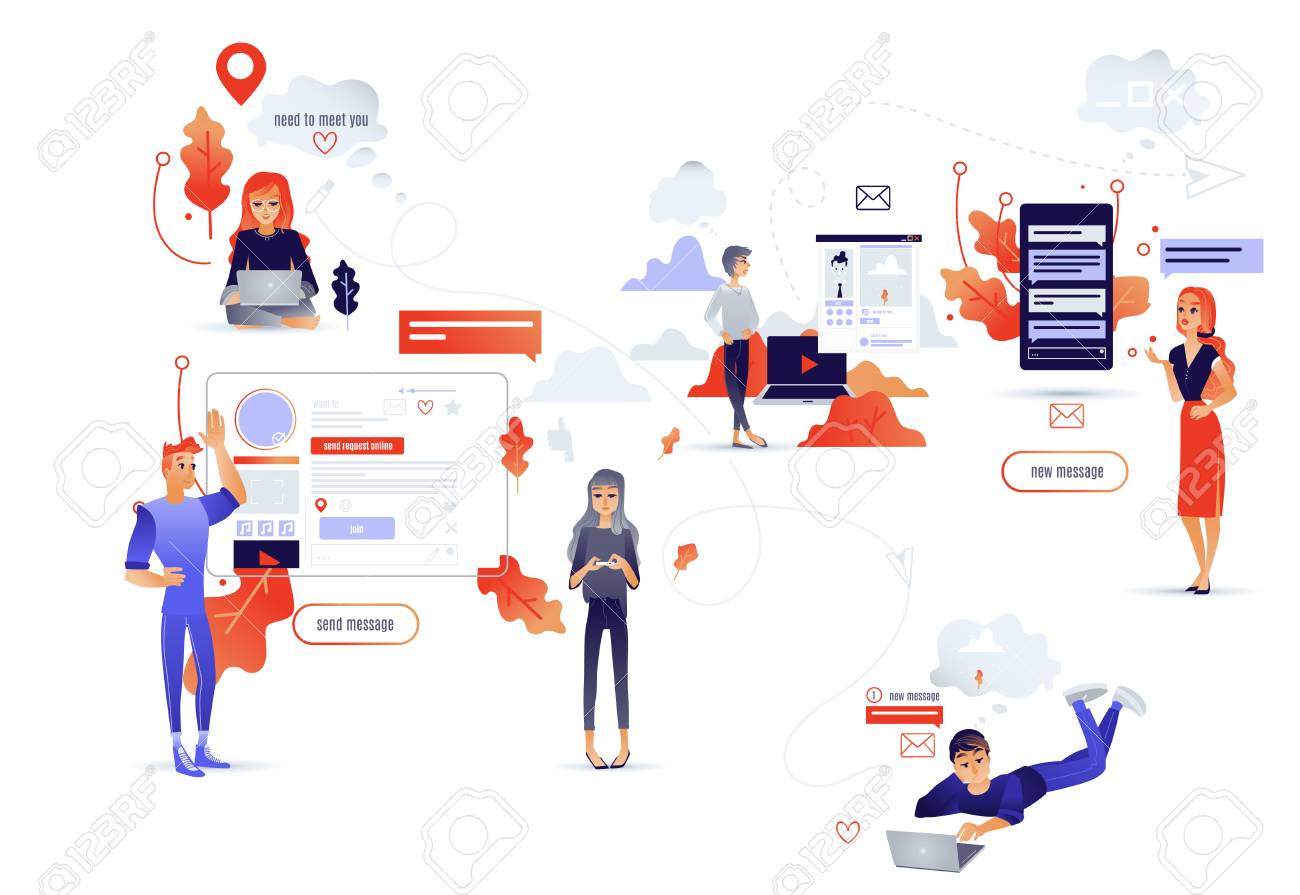 need to meet you
want to
send request online
join
send message
new message
1 new message
123RF